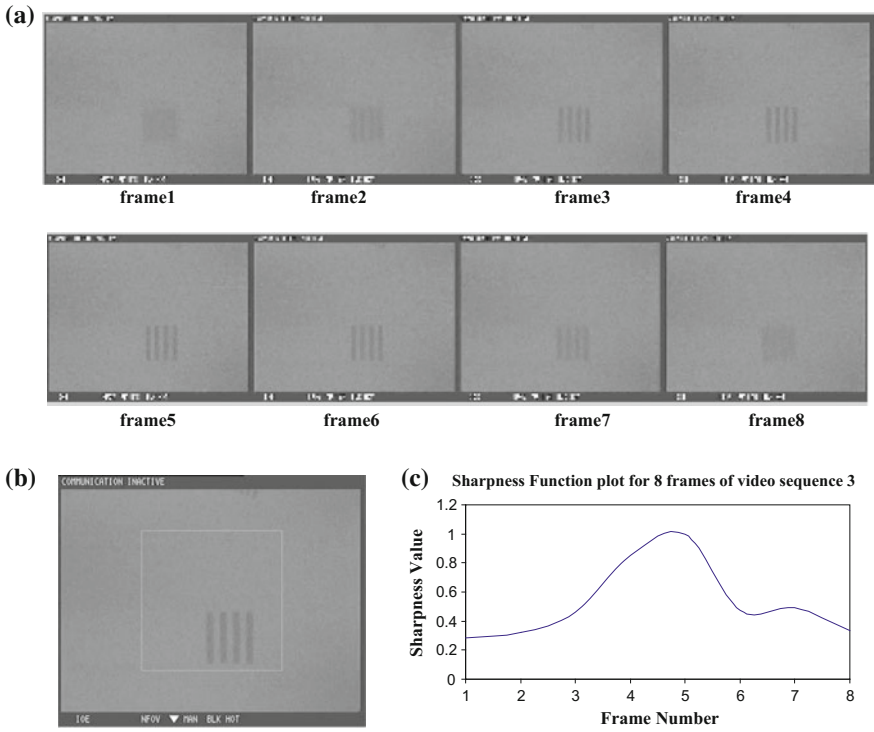 (a)
frame1 frame2 frame3 frame4
frame5 frame6 frame7 frame8
(b)
COMMUNICATION INACTIVE
IOE NFOV MAN BLK HOT
(c) Sharpness Function plot for 8 frames of video sequence 3
Sharpness Value
1.2
1
0.8
0.6
0.4
0.2
0
1 2 3 4 5 6 7 8
Frame Number